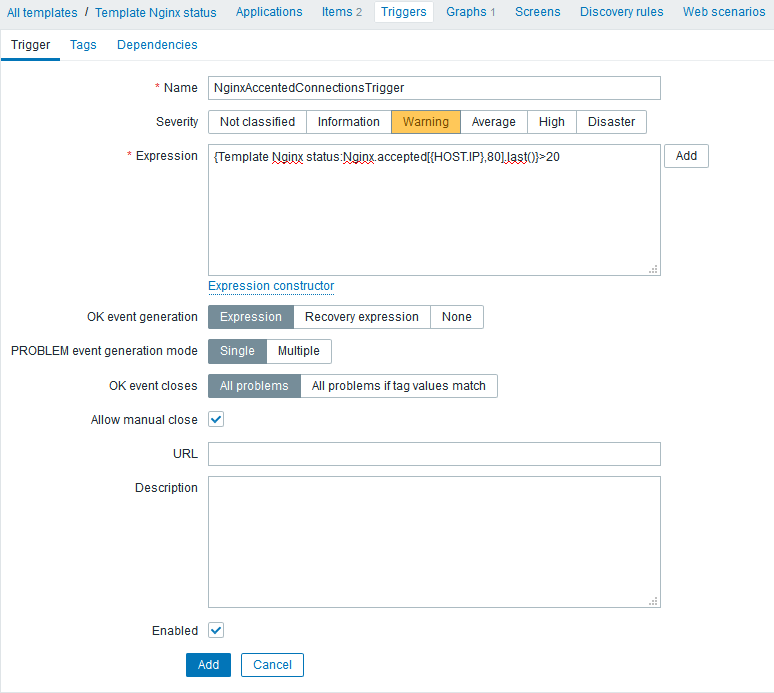 All templates / Template Nginx status Applications Items 2 Triggers Graphs 1 Screens Discovery rules Web scenarios
Trigger Tags Dependencies
* Name NginxAccentedConnectionsTrigger
Severity Not classified Information Warning Average High Disaster
* Expression {Template Nginx status:Nginx.accepted[{HOST.IP},80].last()}>20 Add
Expression constructor
OK event generation Expression Recovery expression None
PROBLEM event generation mode Single Multiple
OK event closes All problems All problems if tag values match
Allow manual close
URL
Description
Enabled
Add Cancel